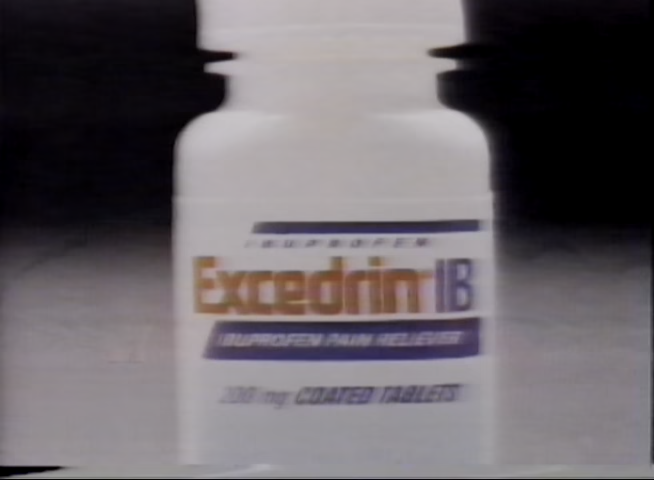 IBUPROFEN
Excedrin IB
IBUPROFEN PAIN RELIEVER
200 mg COATED TABLETS